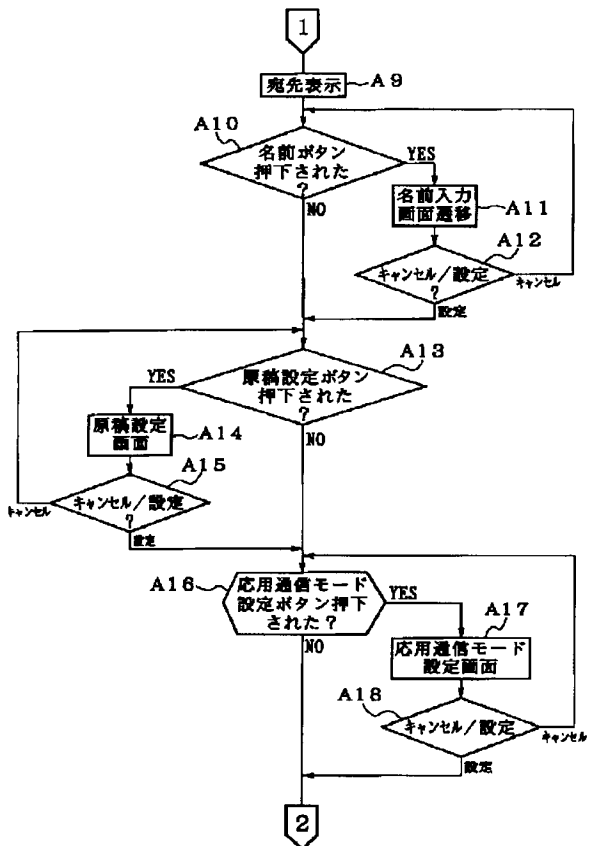 1
宛先表示
A9
A10
名前ボタン
押下された
?
YES
NO
名前入力
画面遷移
A11
A12
キャンセル/設定
?
キャンセル
設定
A13
原稿設定ボタン
押下された
?
YES
NO
原稿設定
画面
A14
A15
キャンセル/設定
?
キャンセル
設定
A16
応用通信モード
設定ボタン押下
された?
YES
NO
A17
応用通信モード
設定画面
A18
キャンセル/設定
?
キャンセル
設定
2